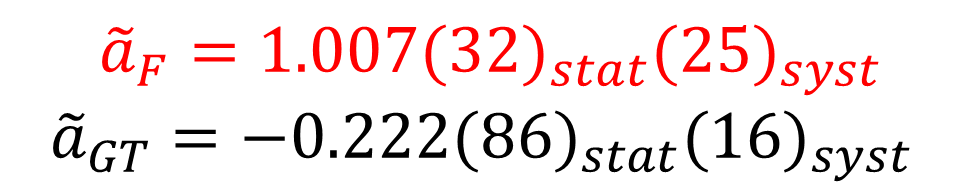 ã_F = 1.007(32)_stat(25)_syst
ã_GT = −0.222(86)_stat(16)_syst